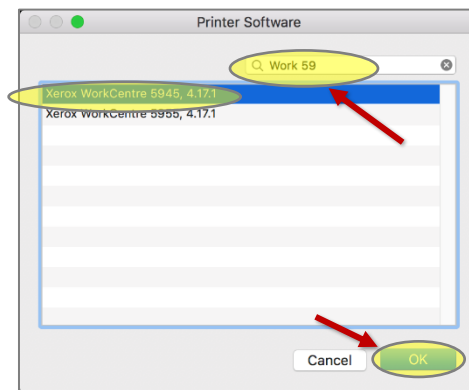 Printer Software
Work 59
Xerox WorkCentre 5945, 4.17.1
Xerox WorkCentre 5955, 4.17.1
Cancel
OK